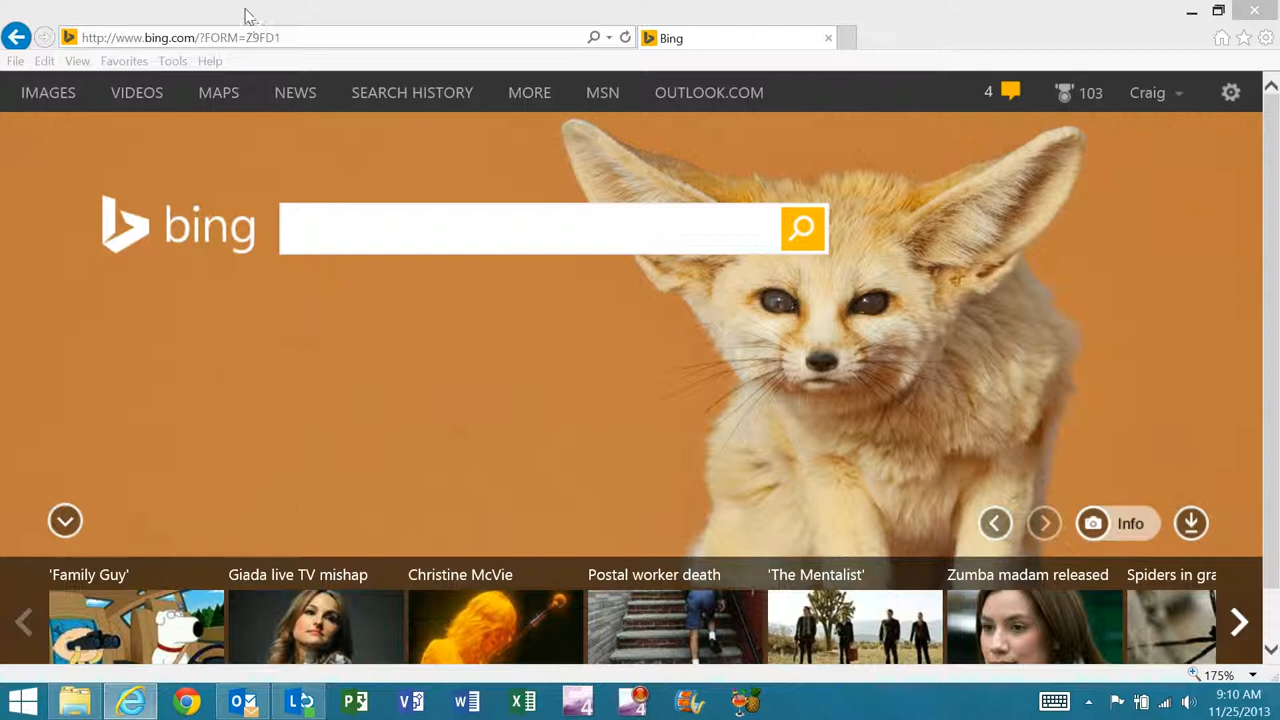 http://www.bing.com/?FORM=Z9FD1
Bing
File Edit View Favorites Tools Help
IMAGES VIDEOS MAPS NEWS SEARCH HISTORY MORE MSN OUTLOOK.COM 4 103 Craig
bing
Info
'Family Guy' Giada live TV mishap Christine McVie Postal worker death 'The Mentalist' Zumba madam released Spiders in gra
175%
9:10 AM
11/25/2013